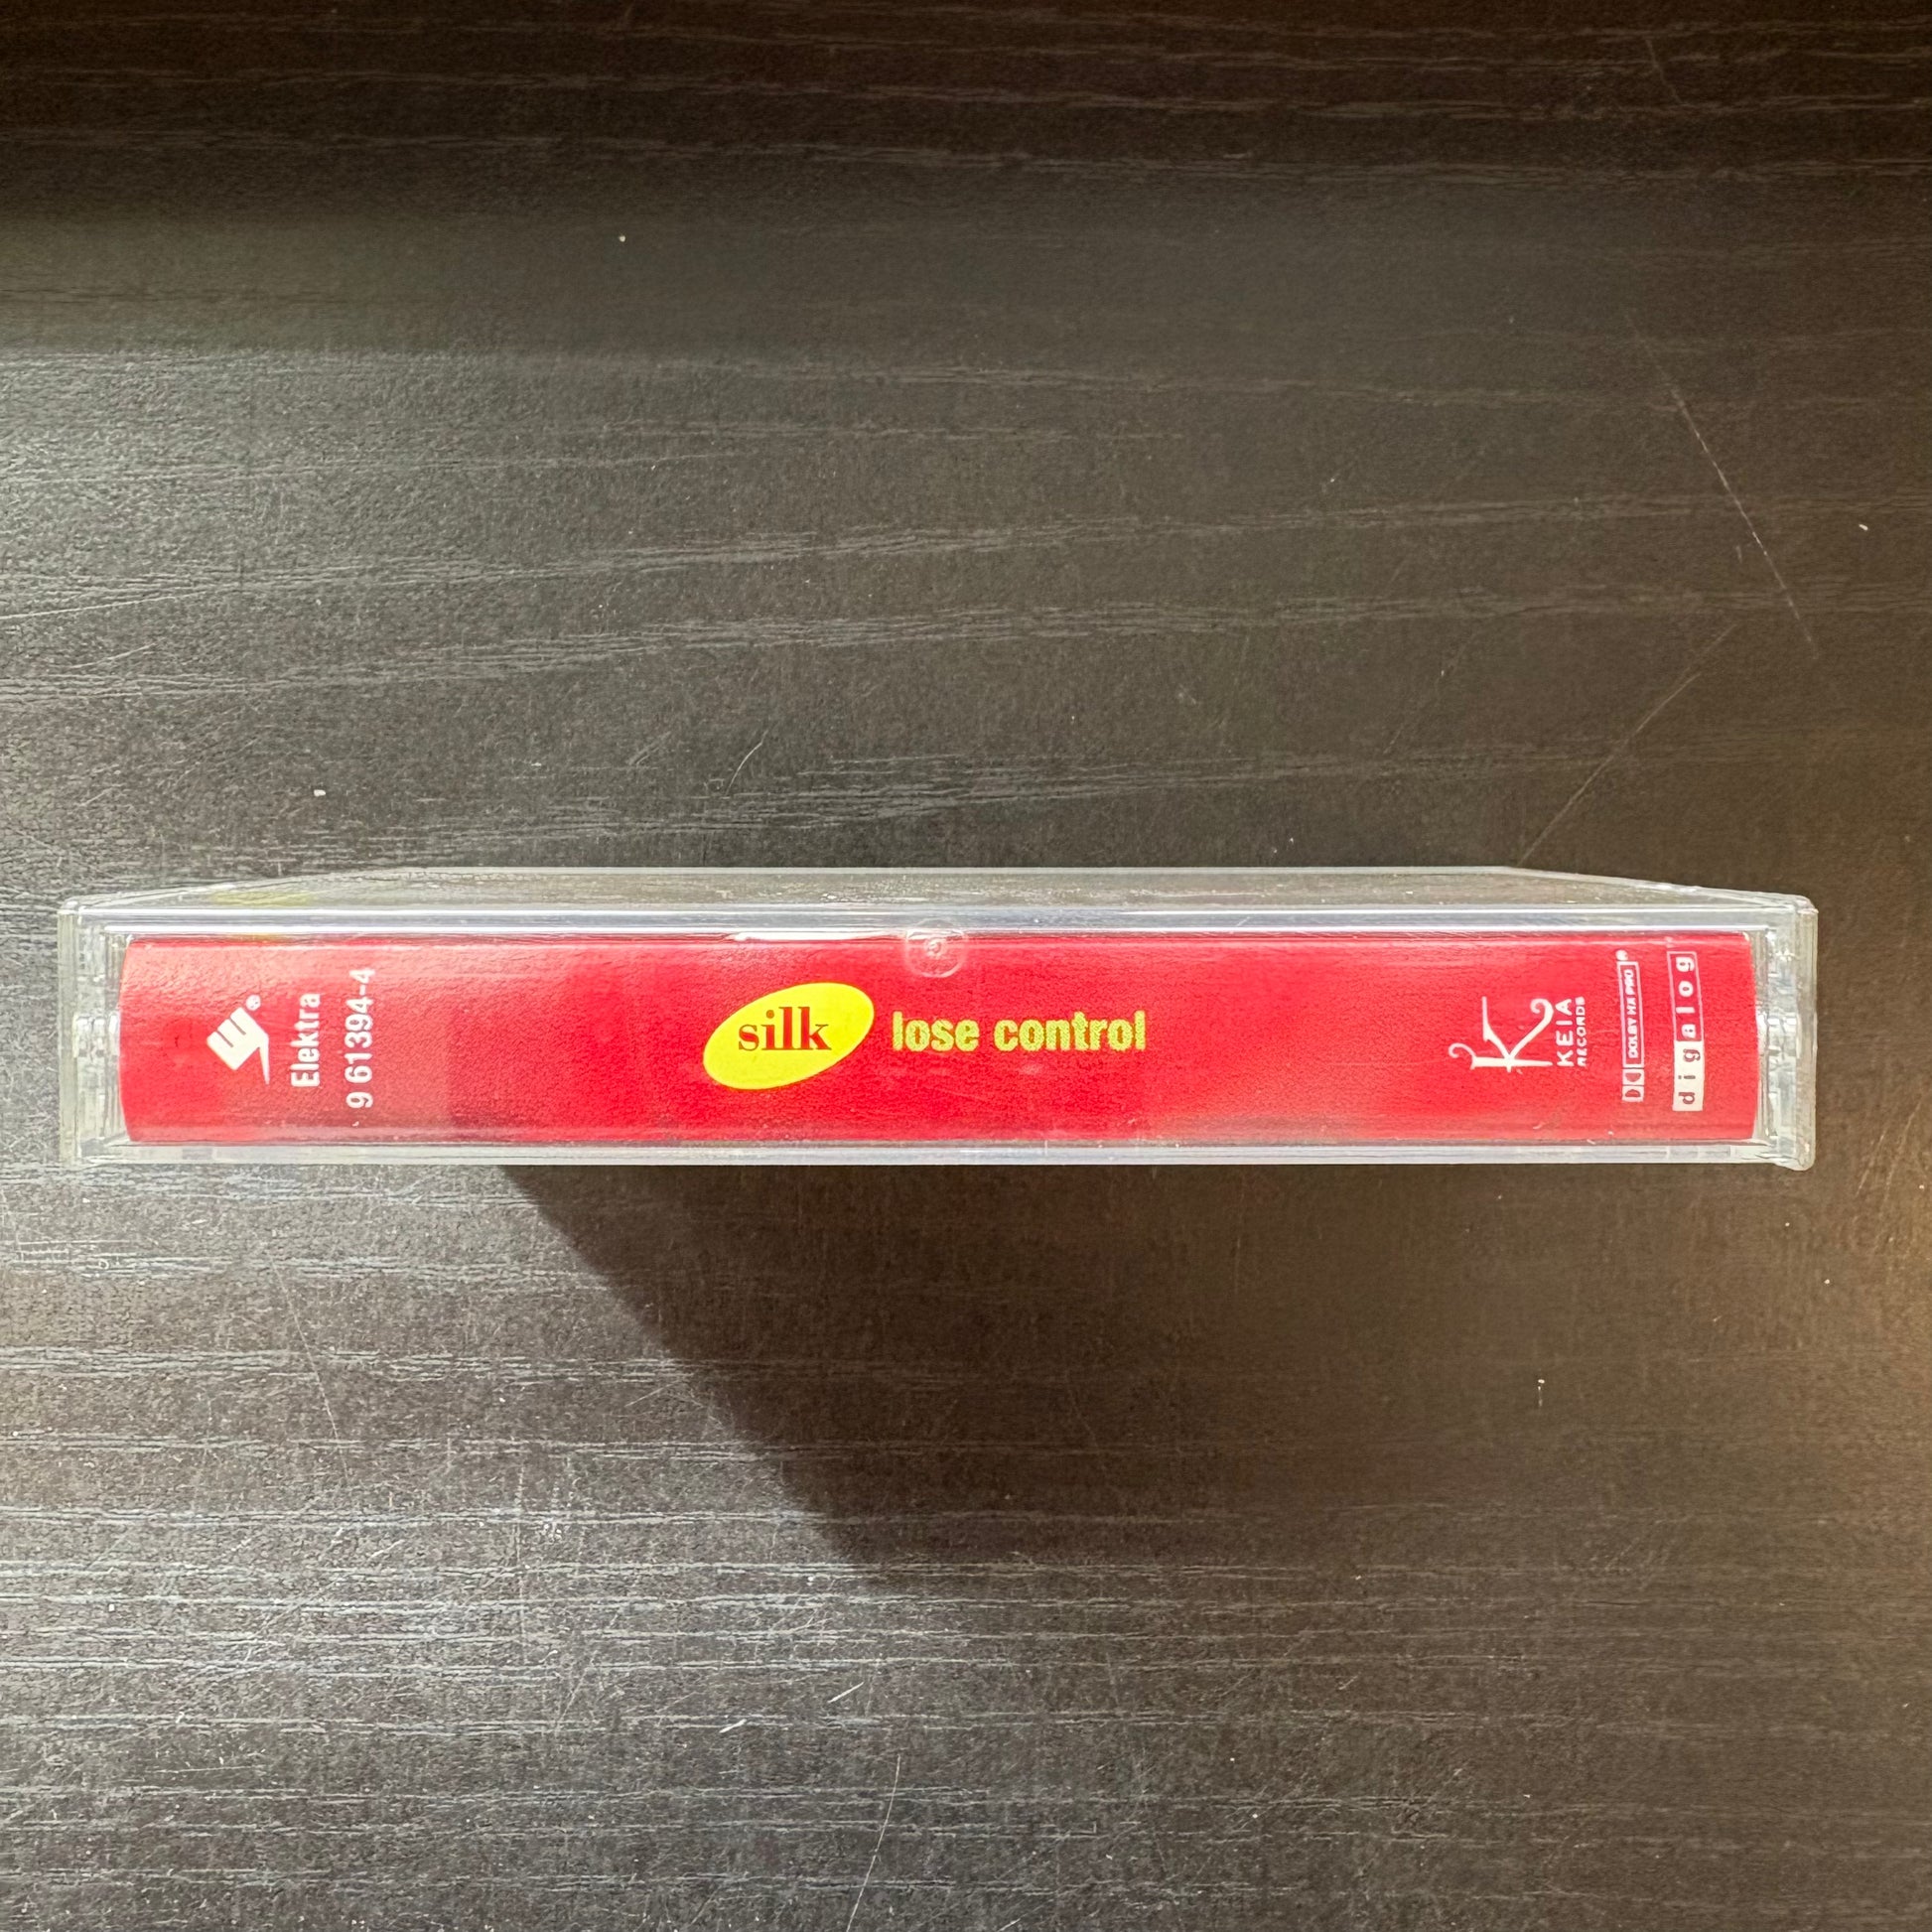 Elektra
9 61394-4
silk
lose control
K
KEIA
RECORDS
DOLBY HX PRO
digalog